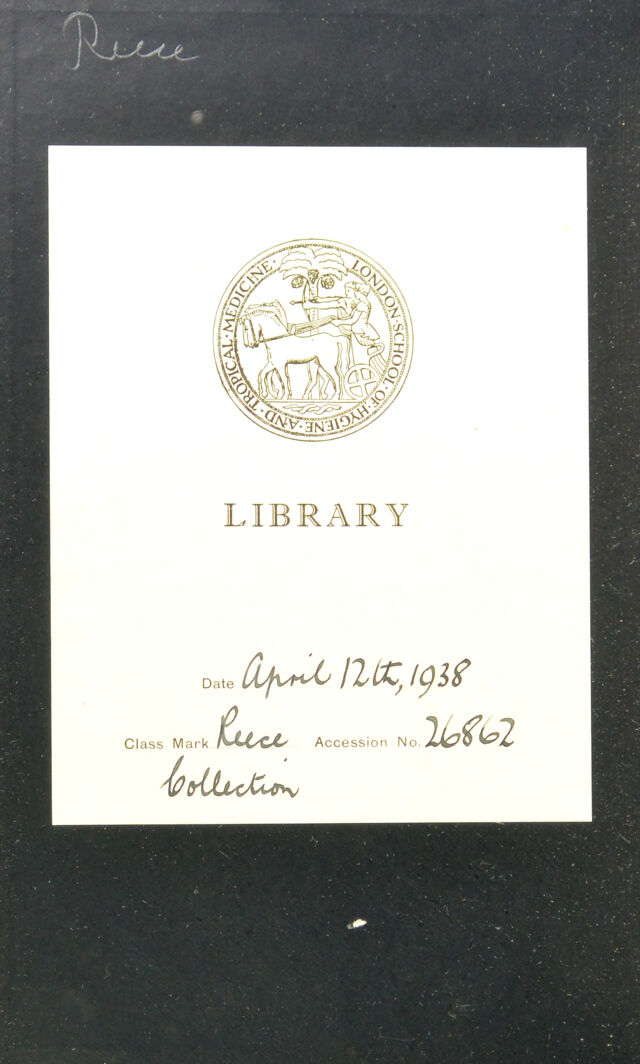 Reece
LONDON·SCHOOL·OF·HYGIENE·AND·TROPICAL·MEDICINE·
LIBRARY
Date April 12th, 1938
Class Mark Reece Accession No. 26862
Collection